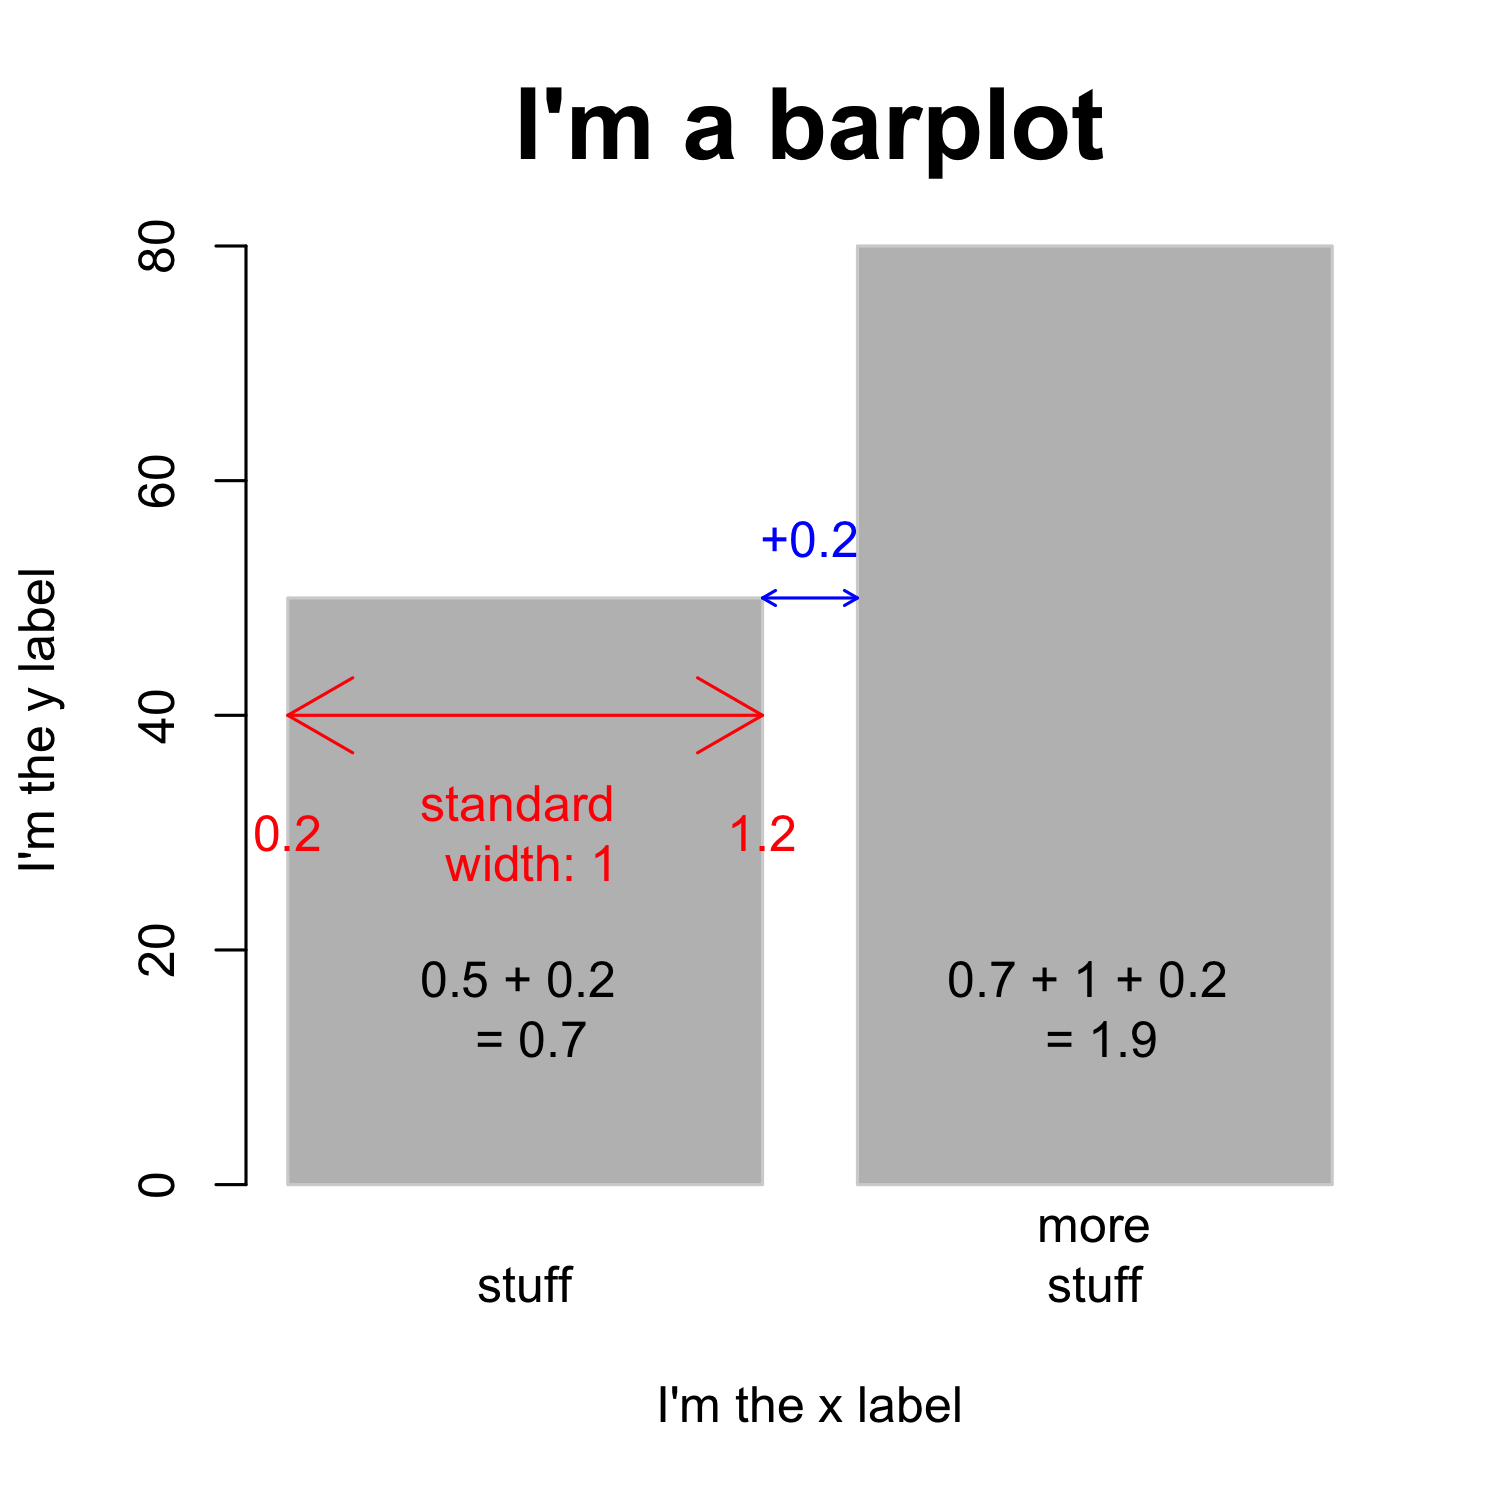 I'm a barplot
80
60
40
20
0
I'm the y label
+0.2
standard
width: 1
0.2
1.2
0.5 + 0.2
= 0.7
0.7 + 1 + 0.2
= 1.9
stuff
more
stuff
I'm the x label